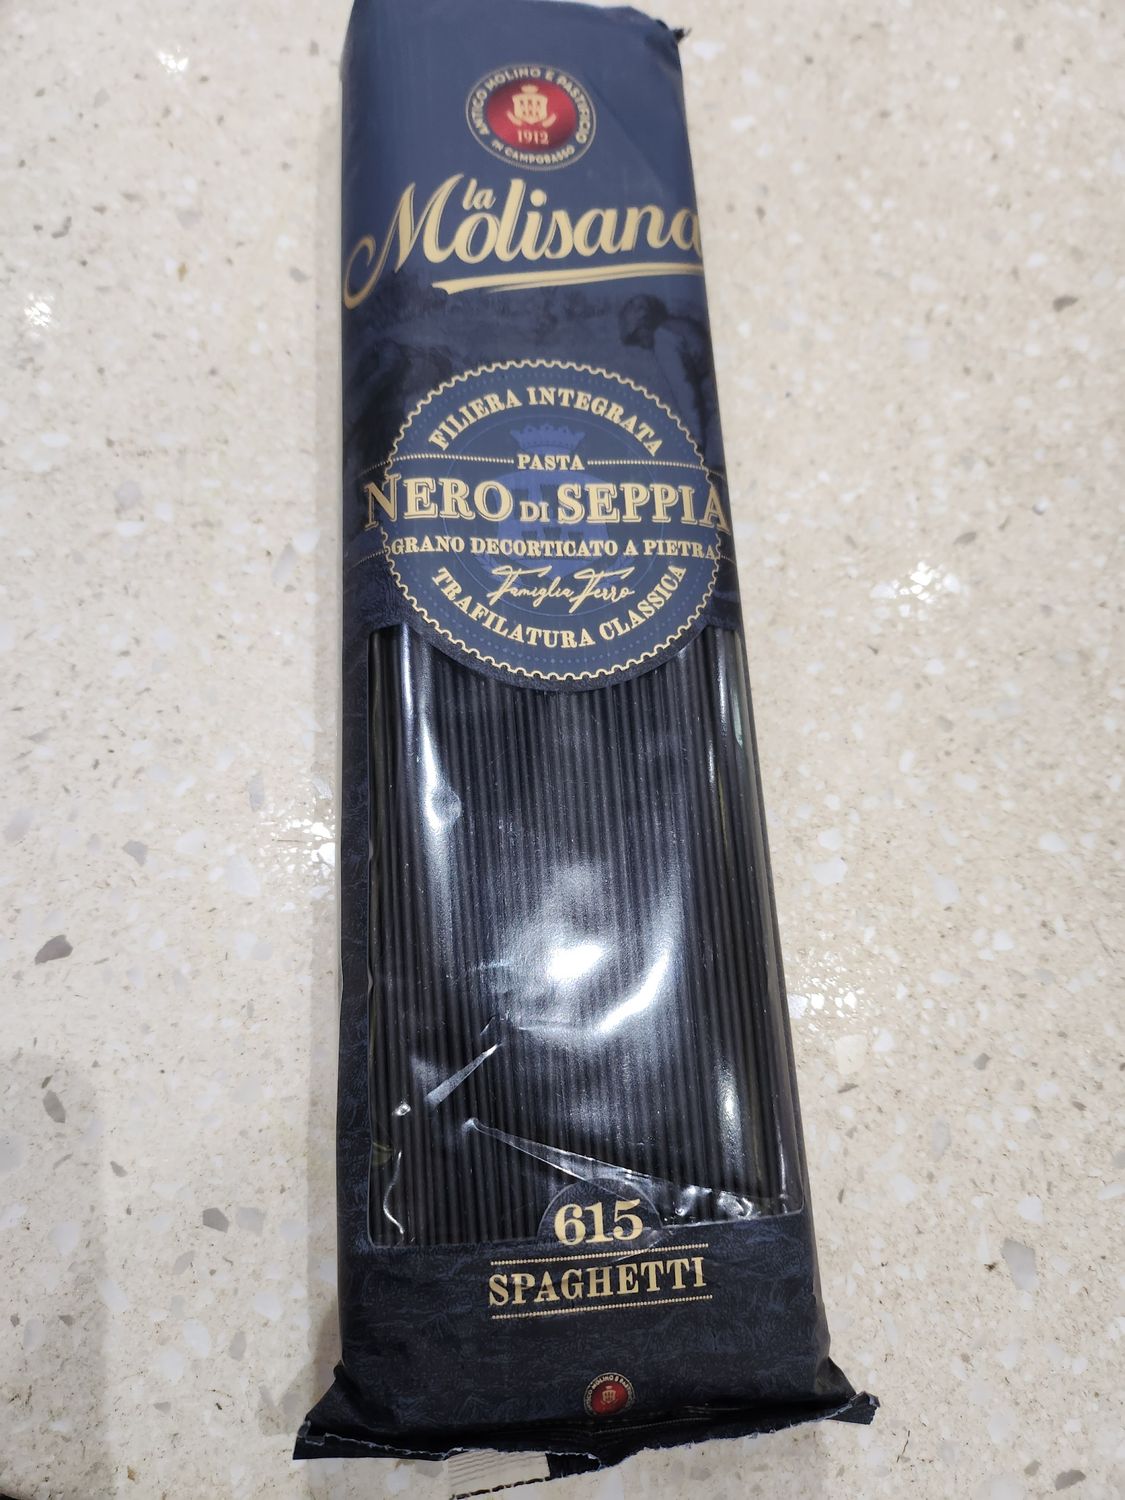 ANTICO MOLINO E PASTIFICIO
1912
IN CAMPOBASSO
la
Molisana
FILIERA INTEGRATA
PASTA
NERO DI SEPPIA
GRANO DECORTICATO A PIETRA
Famiglia Ferro
TRAFILATURA CLASSICA
615
SPAGHETTI